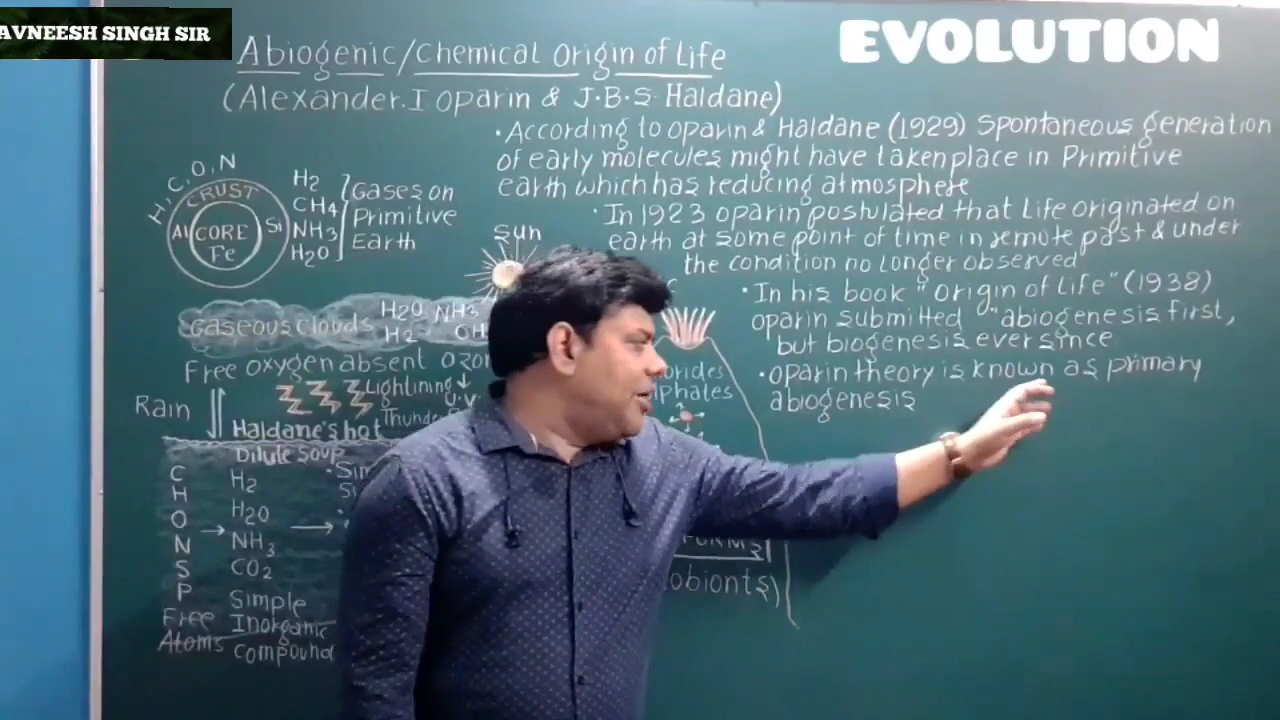 AVNEESH SINGH SIR
EVOLUTION
Abiogenic/Chemical Origin of Life
(Alexander.I oparin & J.B.S. Haldane)
• According to oparin & Haldane (1929) Spontaneous generation
of early molecules might have taken place in Primitive
earth which has reducing atmosphere
• In 1923 oparin postulated that Life originated on
earth at some point of time in remote past & under
the condition no longer observed
• In his book "origin of Life" (1938)
oparin submitted "abiogenesis first,
but biogenesis ever since
• oparin theory is known as primary
abiogenesis
H, C, O, N
CRUST
Al CORE Si
Fe
H2
CH4
NH3
H2O
Gases on
Primitive
Earth
sun
Gaseous clouds
H2O NH3
H2
Free oxygen absent
Rain
Lightining
U.V
Haldane's hot
Dilute soup
C
H
O
N
S
P
Free
Atoms
H2
H2O
NH3
CO2
Simple
Inorganic
compound